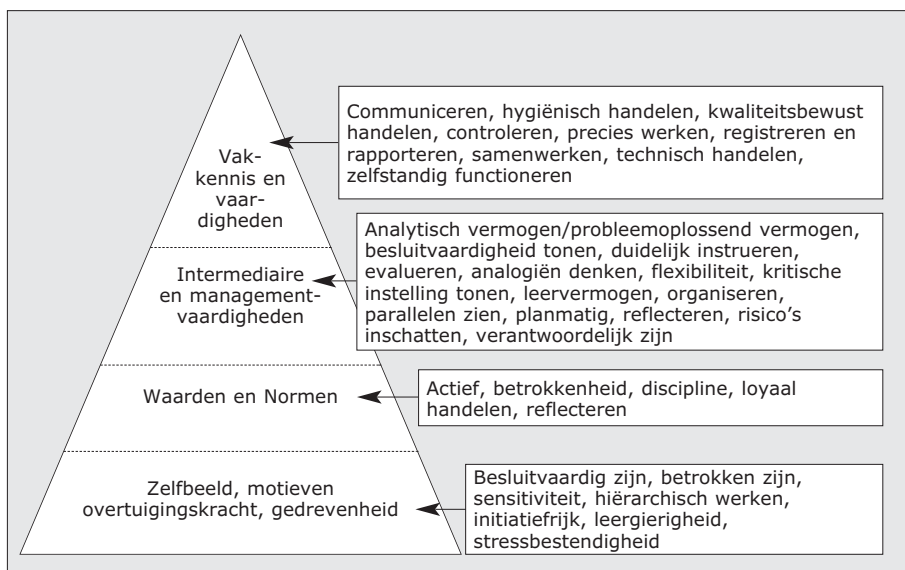 Vak-
kennis en
vaar-
digheden
Communiceren, hygiënisch handelen, kwaliteitsbewust
handelen, controleren, precies werken, registreren en
rapporteren, samenwerken, technisch handelen,
zelfstandig functioneren
Intermediaire
en management-
vaardigheden
Analytisch vermogen/probleemoplossend vermogen,
besluitvaardigheid tonen, duidelijk instrueren,
evalueren, analogiën denken, flexibiliteit, kritische
instelling tonen, leervermogen, organiseren,
parallelen zien, planmatig, reflecteren, risico's
inschatten, verantwoordelijk zijn
Waarden en Normen
Actief, betrokkenheid, discipline, loyaal
handelen, reflecteren
Zelfbeeld, motieven
overtuigingskracht, gedrevenheid
Besluitvaardig zijn, betrokken zijn,
sensitiviteit, hiërarchisch werken,
initiatiefrijk, leergierigheid,
stressbestendigheid